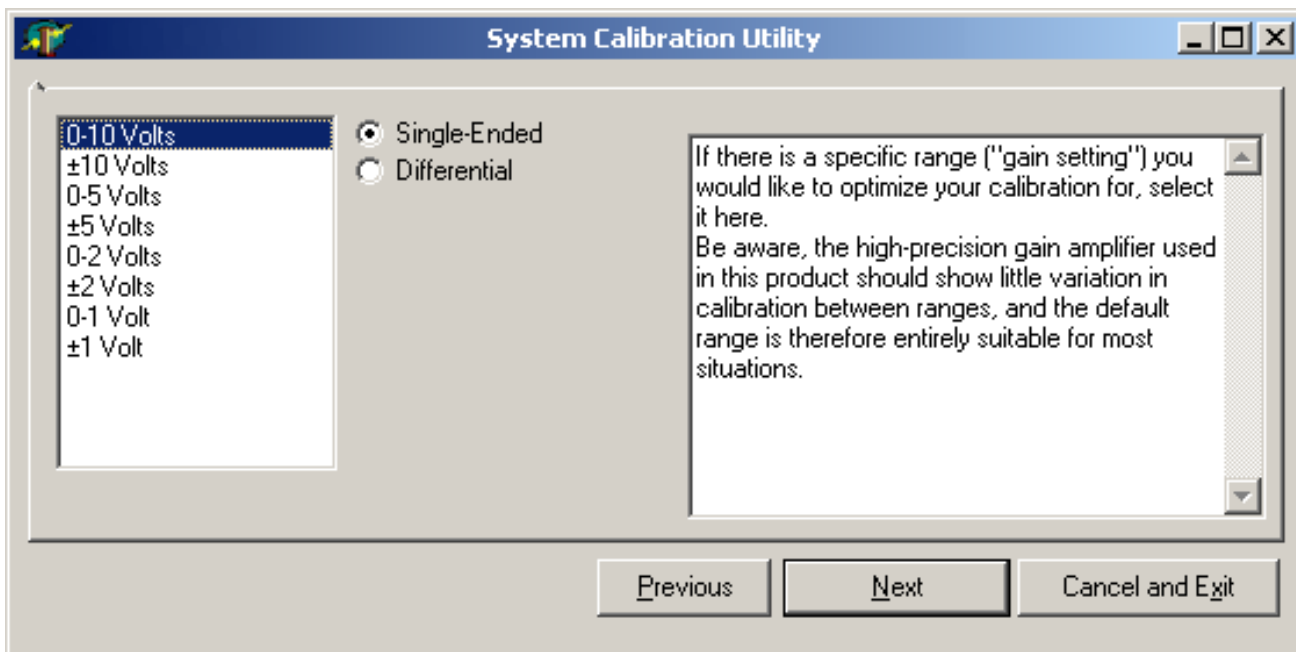 System Calibration Utility
0-10 Volts
±10 Volts
0-5 Volts
±5 Volts
0-2 Volts
±2 Volts
0-1 Volt
±1 Volt
Single-Ended
Differential
If there is a specific range ("gain setting") you
would like to optimize your calibration for, select
it here.
Be aware, the high-precision gain amplifier used
in this product should show little variation in
calibration between ranges, and the default
range is therefore entirely suitable for most
situations.
Previous
Next
Cancel and Exit